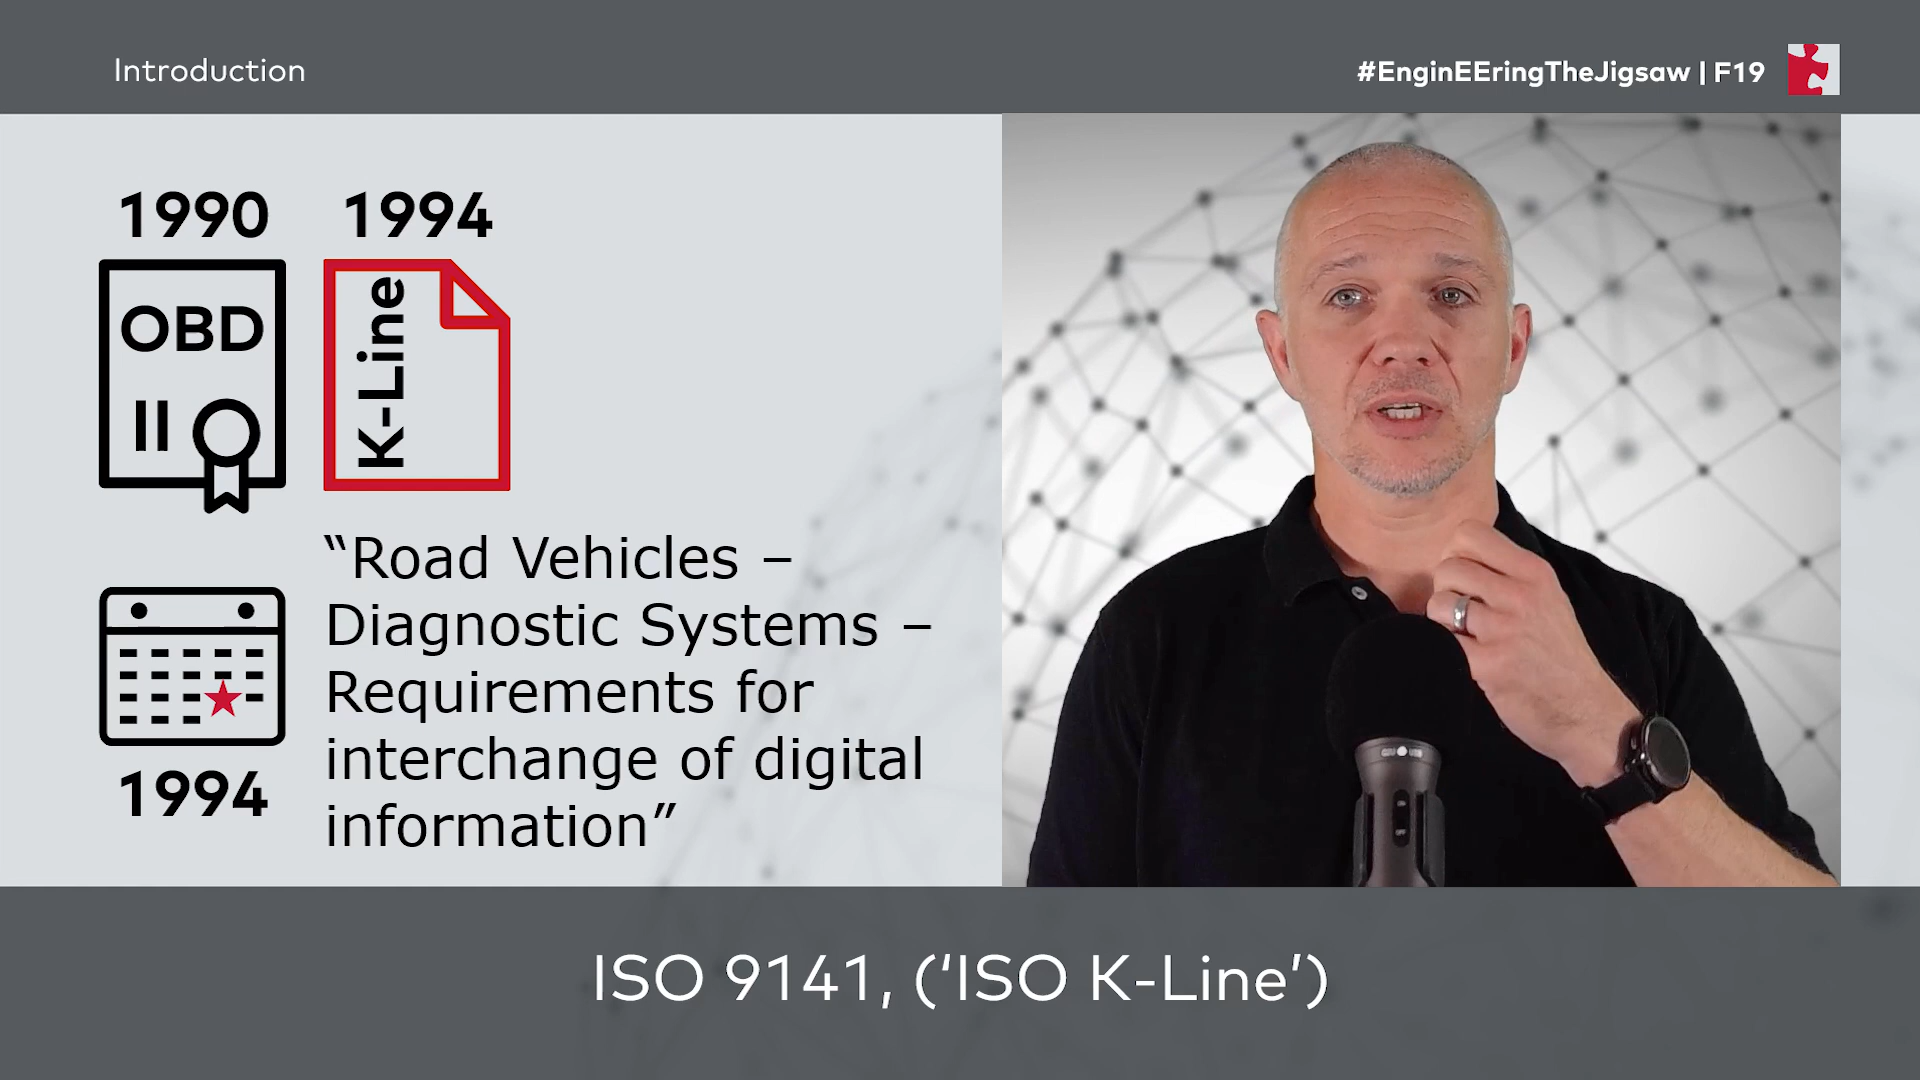 Introduction
#EnginEEringTheJigsaw | F19
1990
1994
OBD
II
K-Line
1994
“Road Vehicles –
Diagnostic Systems –
Requirements for
interchange of digital
information”
ISO 9141, (‘ISO K-Line’)